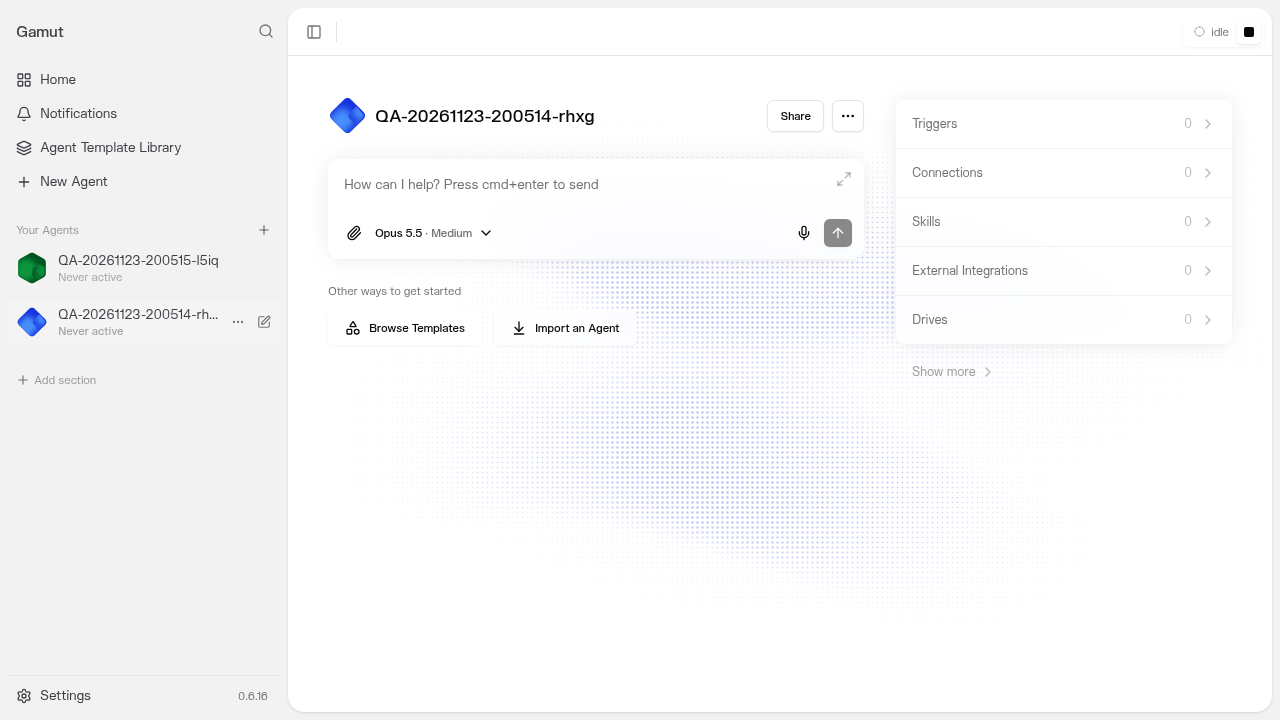 Gamut
Home
Notifications
Agent Template Library
New Agent
Your Agents
QA-20261123-200515-l5iq
Never active
QA-20261123-200514-rh...
Never active
Add section
Settings
0.6.16
idle
QA-20261123-200514-rhxg
Share
How can I help? Press cmd+enter to send
Opus 5.5 · Medium
Other ways to get started
Browse Templates
Import an Agent
Triggers 0
Connections 0
Skills 0
External Integrations 0
Drives 0
Show more